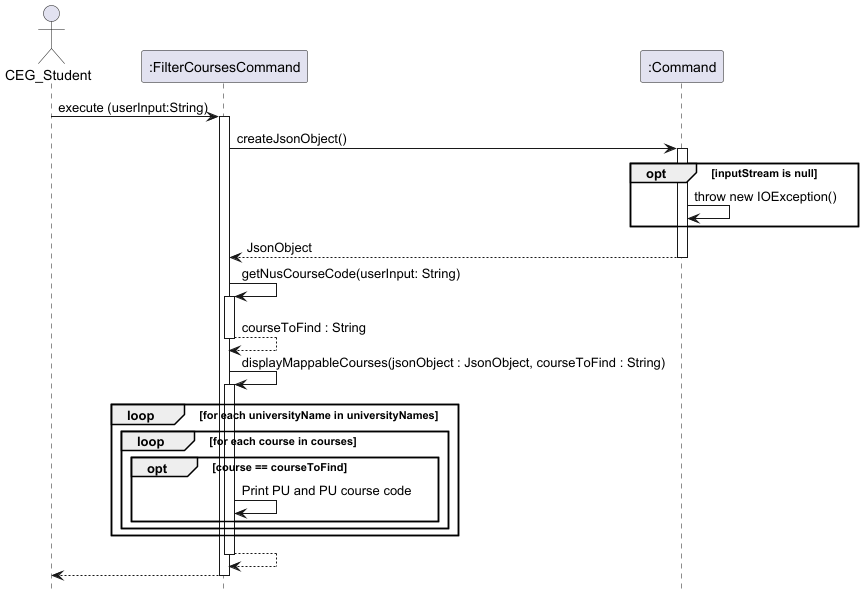 CEG_Student
:FilterCoursesCommand
:Command
execute (userInput:String)
createJsonObject()
opt [inputStream is null]
throw new IOException()
JsonObject
getNusCourseCode(userInput: String)
courseToFind : String
displayMappableCourses(jsonObject : JsonObject, courseToFind : String)
loop [for each universityName in universityNames]
loop [for each course in courses]
opt [course == courseToFind]
Print PU and PU course code